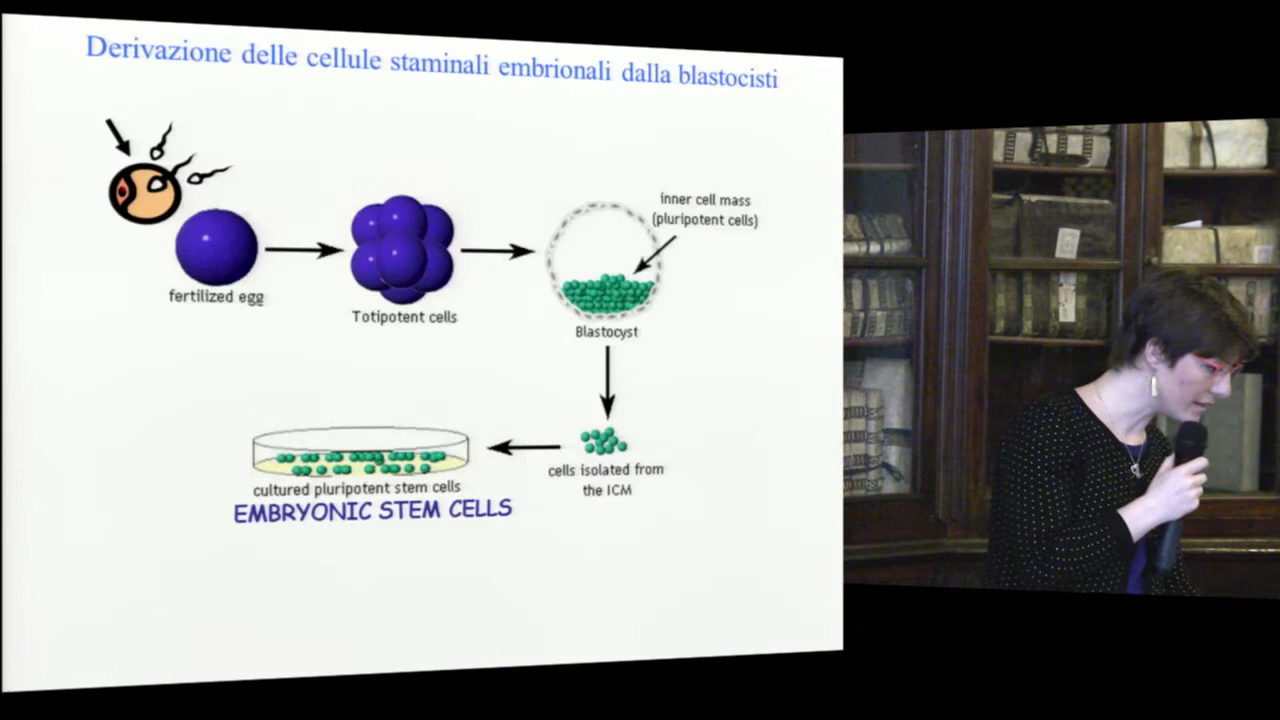 Derivazione delle cellule staminali embrionali dalla blastocisti
inner cell mass
(pluripotent cells)
fertilized egg
Totipotent cells
Blastocyst
cells isolated from
the ICM
cultured pluripotent stem cells
EMBRYONIC STEM CELLS